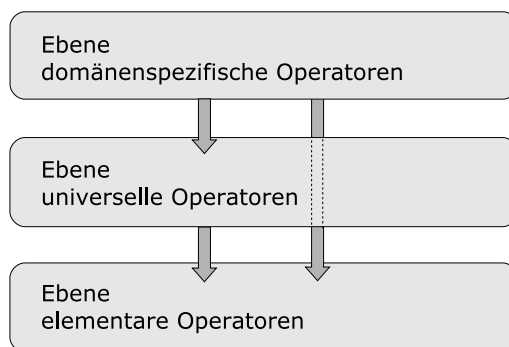 Ebene
domänenspezifische Operatoren
Ebene
universelle Operatoren
Ebene
elementare Operatoren